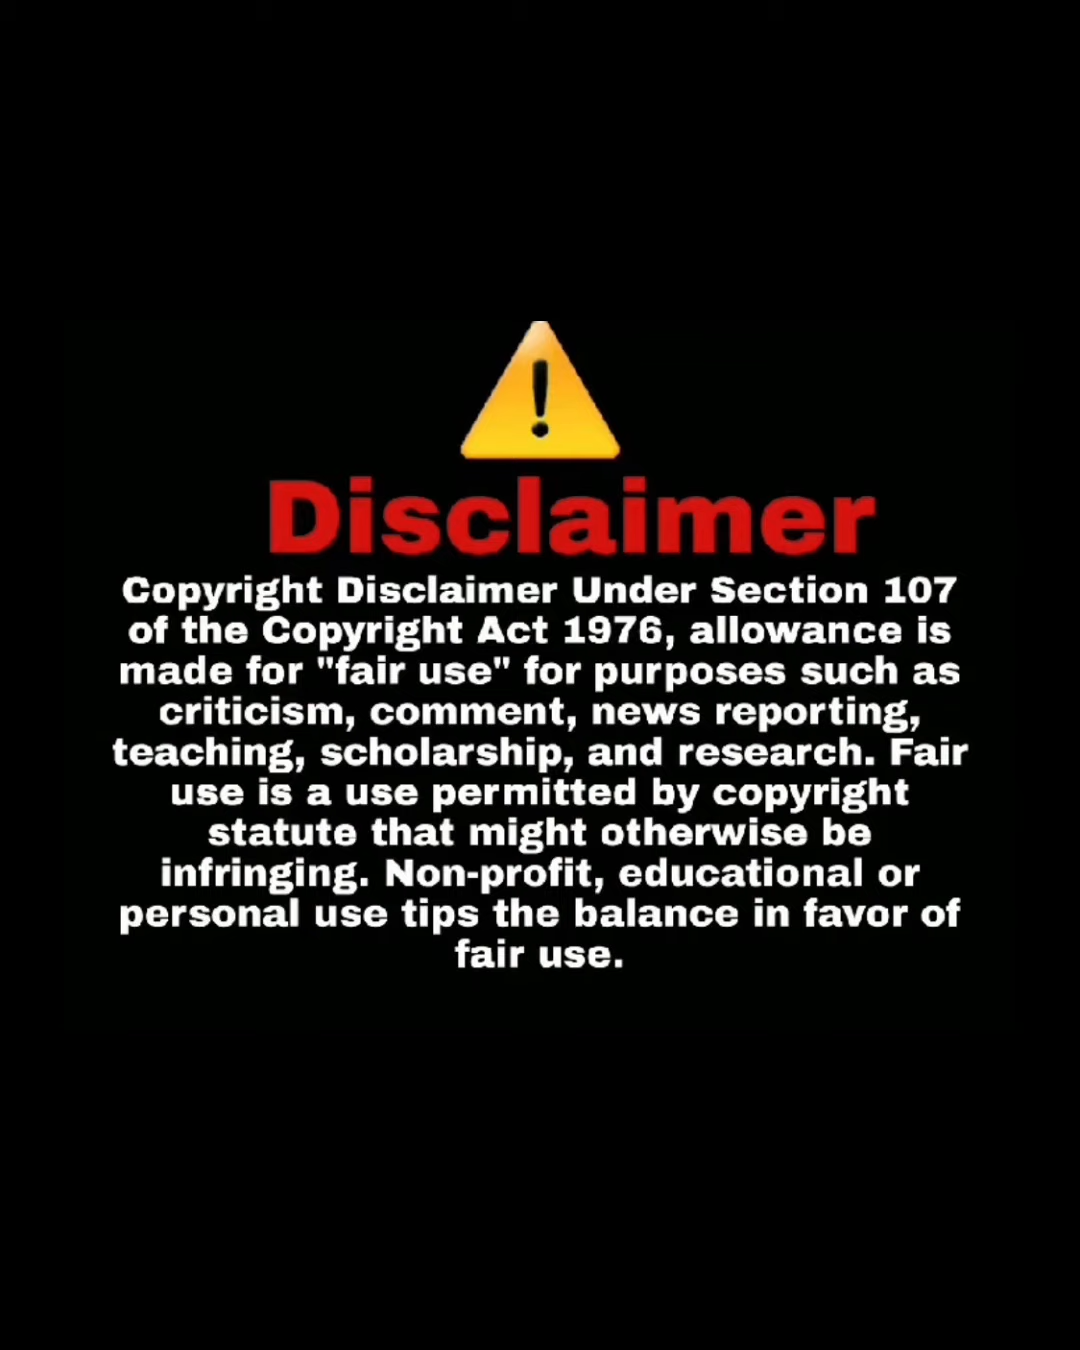 Disclaimer
Copyright Disclaimer Under Section 107
of the Copyright Act 1976, allowance is
made for "fair use" for purposes such as
criticism, comment, news reporting,
teaching, scholarship, and research. Fair
use is a use permitted by copyright
statute that might otherwise be
infringing. Non-profit, educational or
personal use tips the balance in favor of
fair use.